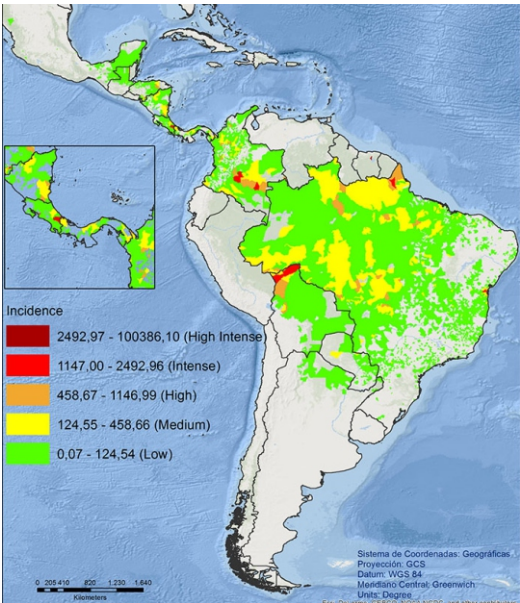 Incidence
2492,97 - 100386,10 (High Intense)
1147,00 - 2492,96 (Intense)
458,67 - 1146,99 (High)
124,55 - 458,66 (Medium)
0,07 - 124,54 (Low)
0 205 410 820 1.230 1.640
Kilometers
Sistema de Coordenadas: Geográficas
Proyección: GCS
Datum: WGS 84
Meridiano Central: Greenwich
Units: Degree